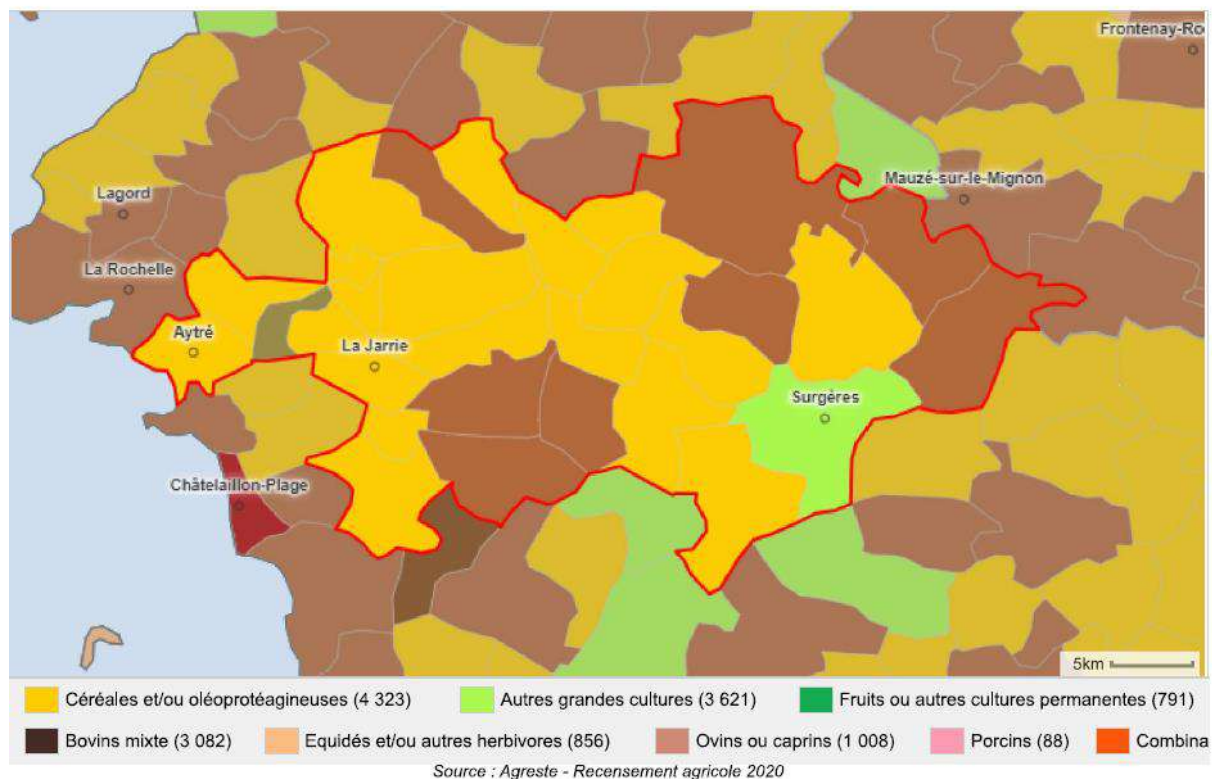 Frontenay-Ro
Mauzé-sur-le-Mignon
Lagord
La Rochelle
Aytré
La Jarrie
Surgères
Châtelaillon-Plage
5km
Céréales et/ou oléoprotéagineuses (4 323) Autres grandes cultures (3 621) Fruits ou autres cultures permanentes (791)
Bovins mixte (3 082) Equidés et/ou autres herbivores (856) Ovins ou caprins (1 008) Porcins (88) Combina
Source : Agreste - Recensement agricole 2020